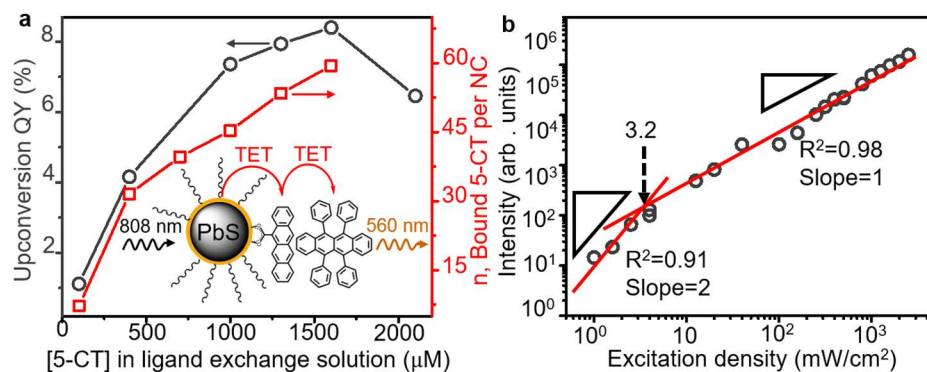 a
Upconversion QY (%)
8
6
4
2
60
45
30
15
n, Bound 5-CT per NC
TET TET
808 nm
PbS
560 nm
0 500 1000 1500 2000
[5-CT] in ligand exchange solution (μM)
b
Intensity (arb . units)
10⁶
10⁵
10⁴
10³
10²
10¹
10⁰
3.2
R²=0.98
Slope=1
R²=0.91
Slope=2
10⁰ 10 10² 10³
Excitation density (mW/cm²)